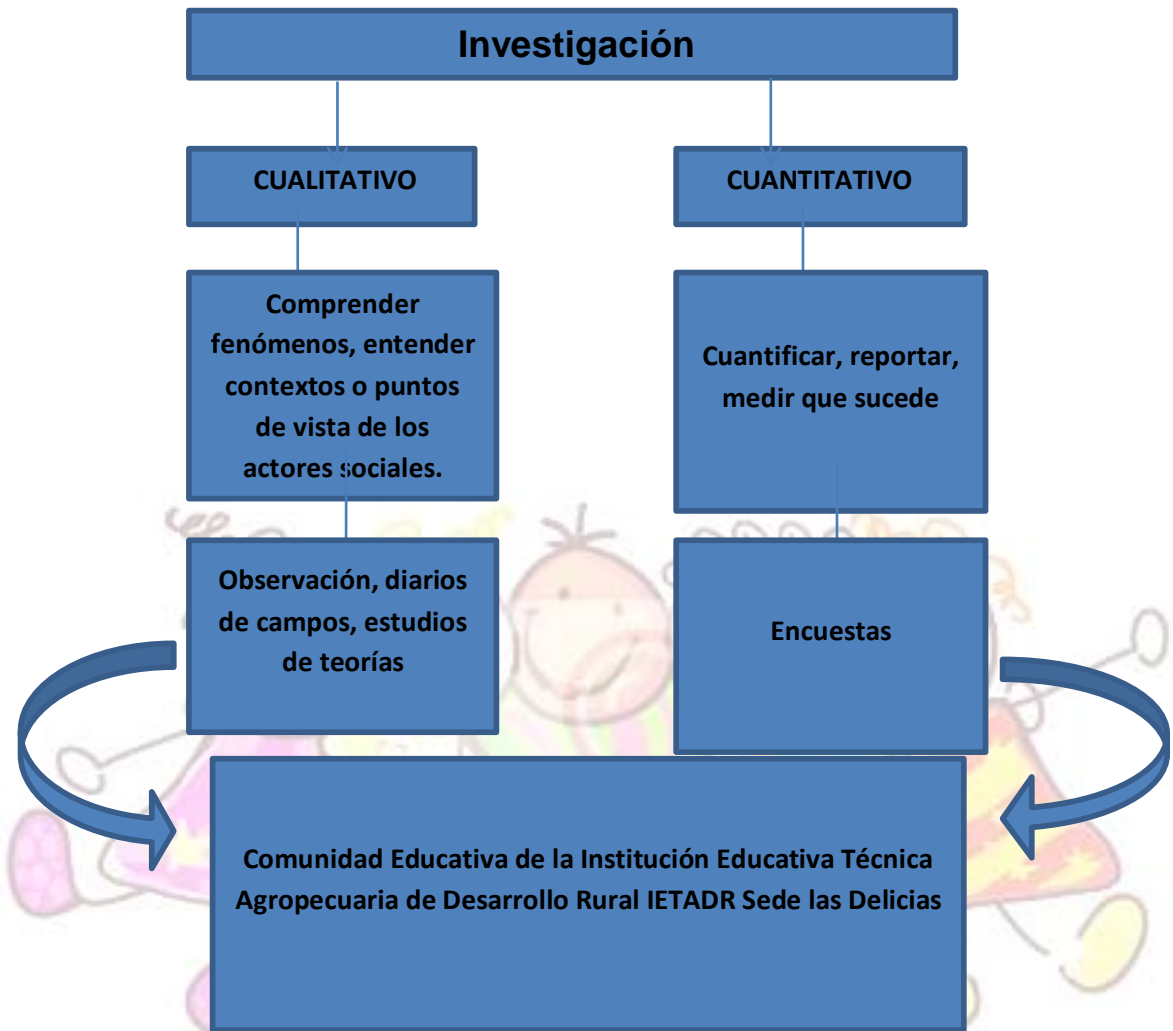 Investigación
CUALITATIVO
CUANTITATIVO
Comprender
fenómenos, entender
contextos o puntos
de vista de los
actores sociales.
Cuantificar, reportar,
medir que sucede
Observación, diarios
de campos, estudios
de teorías
Encuestas
Comunidad Educativa de la Institución Educativa Técnica
Agropecuaria de Desarrollo Rural IETADR Sede las Delicias